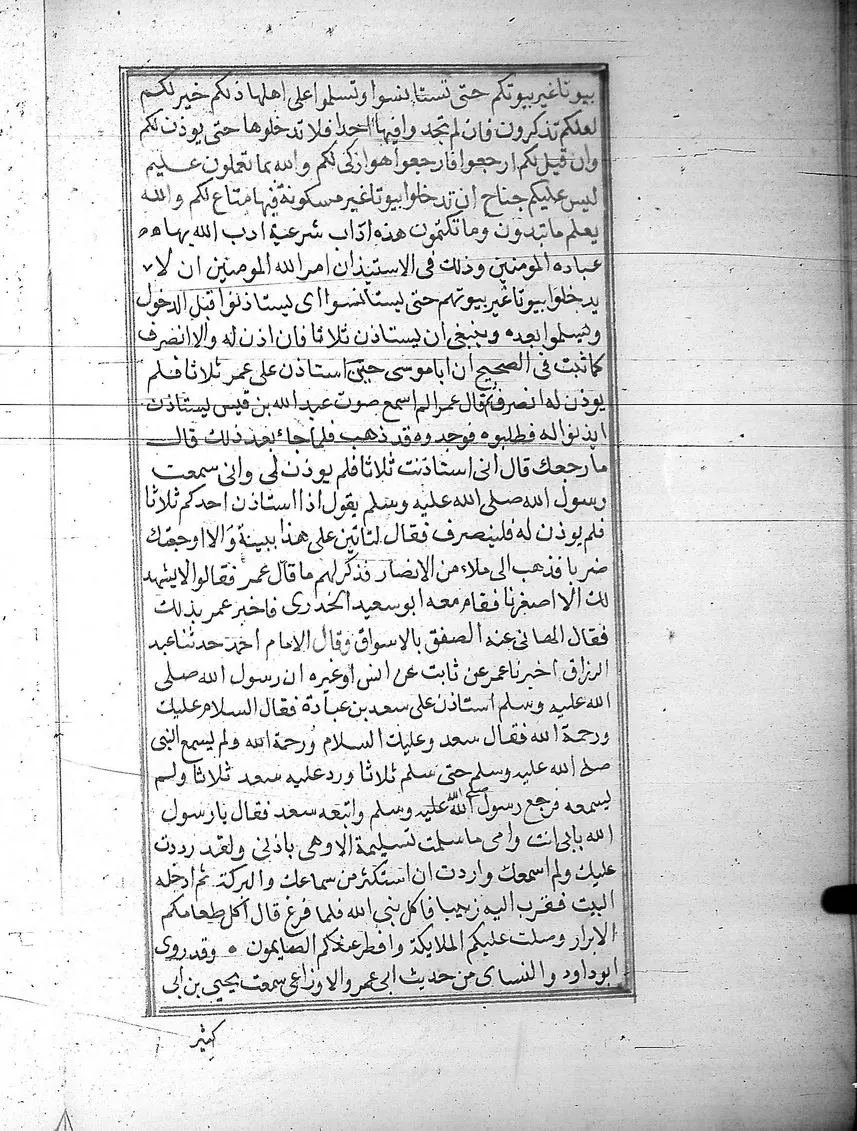 بيوتا غير بيوتكم حتى تستانسوا وتسلموا على اهلها ذلكم خير لكم
لعلكم تذكرون فان لم تجدوا فيها احدا فلا تدخلوها حتى يوذن لكم
وان قيل لكم ارجعوا فارجعوا هوازكى لكم والله بما تعلون عليم
ليس عليكم جناح ان تدخلوا بيوتا غير مسكونة فيها متاع لكم والله
يعلم ما تبدون وما تكتمون هذه اداب شرعية ادب الله بها
عباده المومنين وذلك فى الاستيذان امر الله المومنين ان لا
يدخلوا بيوتا غير بيوتهم حتى يستانسوا اى يستاذنوا قبل الدخول
ويسلموا بعده وينبغى ان يستاذن ثلاثا فان اذن له والا انصرف
كما ثبت فى الصحيح ان ابا موسى حين استاذن على عمر ثلاثا فلم
يوذن له انصرف ثم قال عمر الم اسمع صوت عبد الله بن قيس يستاذن
ايذنوا له فطلبوه فوجدوه قد ذهب فلما جاء بعد ذلك قال
ما رجعك قال انى استاذنت ثلاثا فلم يوذن لى وانى سمعت
رسول الله صلى الله عليه وسلم يقول اذا استاذن احدكم ثلاثا
فلم يوذن له فلينصرف فقال لتاتين على هذا ببينة والا اوجعتك
ضربا فذهب الى ملاء من الانصار فذكر لهم ما قال عمر فقالوا لا يشهد
لك الا اصغرنا فقام معه ابو سعيد الخدرى فاخبر عمر بذلك
فقال الهانى عنه الصفق بالاسواق وقال الامام احمد حدثنا عبد
الرزاق اخبرنا عمر عن ثابت عن انس اوغيره ان رسول الله صلى
الله عليه وسلم استاذن على سعد بن عبادة فقال السلام عليك
ورحمة الله فقال سعد وعليك السلام ورحمة الله ولم يسمع النبى
صلى الله عليه وسلم حتى سلم ثلاثا ورد عليه سعد ثلاثا ولم
يسمعه فرجع رسول الله صلى الله عليه وسلم واتبعه سعد فقال يا رسول
الله بابى انت وامى ما سلمت تسليمة الا وهى باذنى ولقد رددت
عليك ولم اسمعك واردت ان استكثر من سماعك والبركة ثم ادخله
البيت فقرب اليه زبيبا فاكل نبى الله فلما فرغ قال اكل طعامكم
الابرار وصلت عليكم الملايكة وافطر عندكم الصايمون ه وقد روى
ابو داود والنساى من حديث ابى عمرو الاوزاعى سمعت يحيى بن ابى
كثير